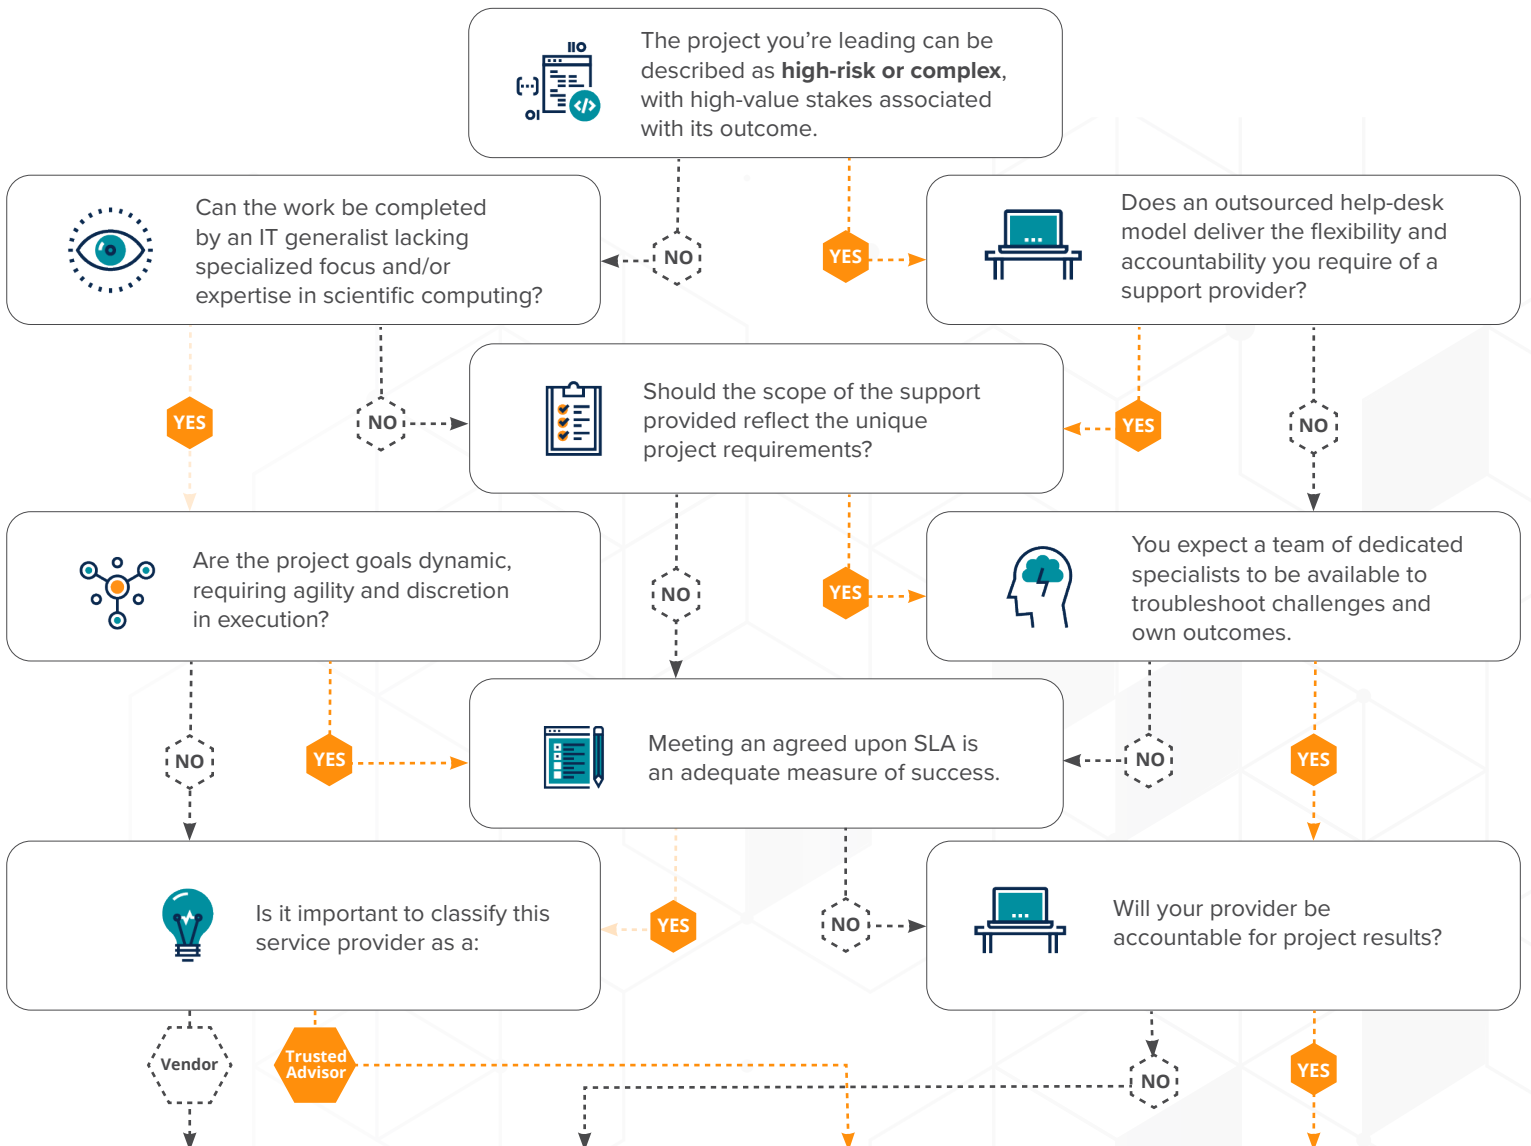 The project you're leading can be
described as high-risk or complex,
with high-value stakes associated
with its outcome.
Can the work be completed
by an IT generalist lacking
specialized focus and/or
expertise in scientific computing?
NO
YES
Does an outsourced help-desk
model deliver the flexibility and
accountability you require of a
support provider?
YES
NO
Should the scope of the support
provided reflect the unique
project requirements?
YES
NO
Are the project goals dynamic,
requiring agility and discretion
in execution?
NO
YES
You expect a team of dedicated
specialists to be available to
troubleshoot challenges and
own outcomes.
NO
YES
Meeting an agreed upon SLA is
an adequate measure of success.
NO
YES
Is it important to classify this
service provider as a:
YES
NO
Will your provider be
accountable for project results?
Vendor
Trusted
Advisor
NO
YES